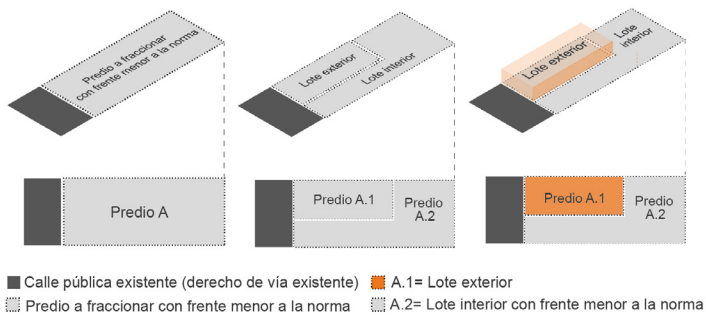 Predio a fraccionar
con frente menor a la norma
Lote exterior
Lote interior
Lote exterior
Lote
interior
Predio A
Predio A.1
Predio
A.2
Predio A.1
Predio
A.2
Calle pública existente (derecho de vía existente)
A.1= Lote exterior
Predio a fraccionar con frente menor a la norma
A.2= Lote interior con frente menor a la norma